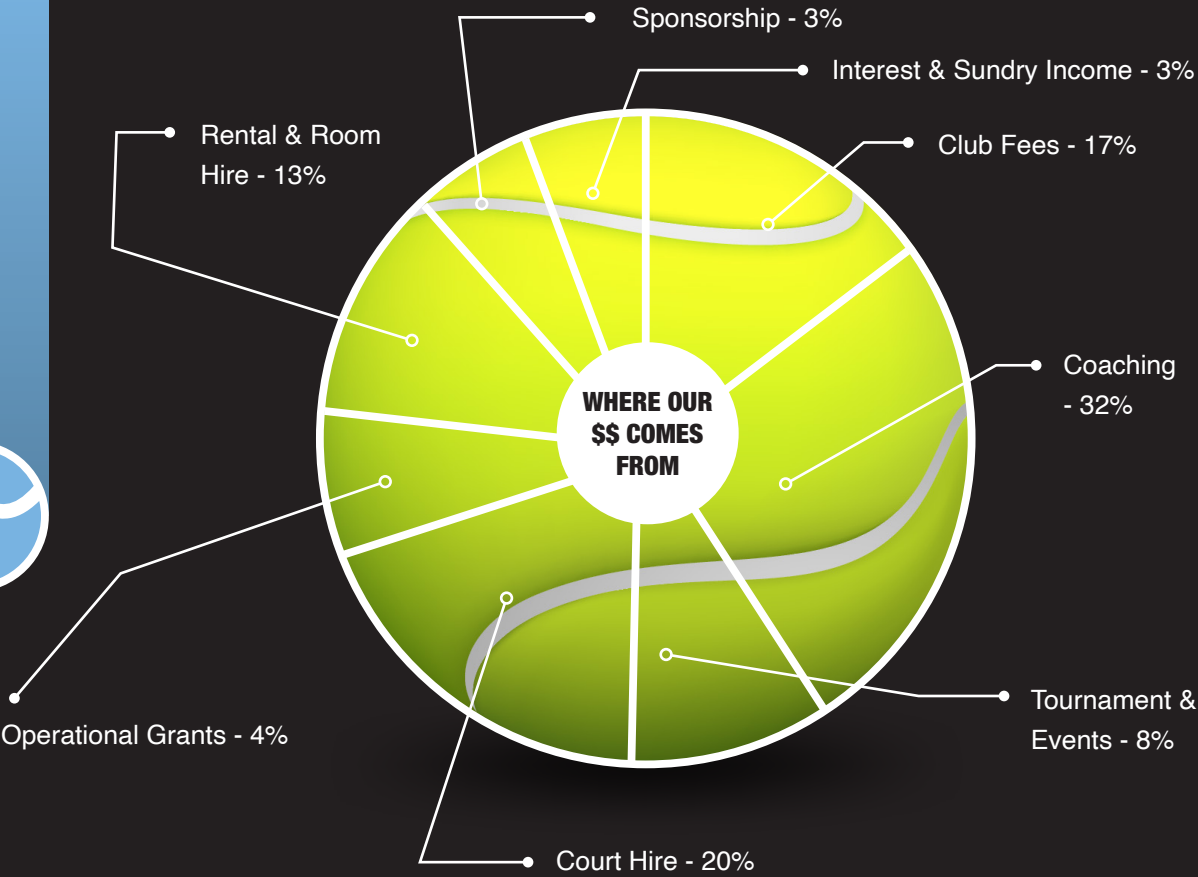 Sponsorship - 3%
Interest & Sundry Income - 3%
Rental & Room
Hire - 13%
Club Fees - 17%
Coaching
- 32%
WHERE OUR
$$ COMES
FROM
Tournament &
Events - 8%
Operational Grants - 4%
Court Hire - 20%